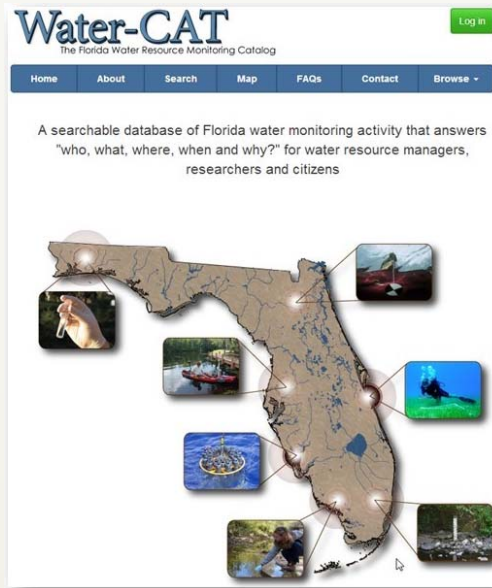 Water-CAT
The Florida Water Resource Monitoring Catalog
Log in
Home About Search Map FAQs Contact Browse
A searchable database of Florida water monitoring activity that answers
"who, what, where, when and why?" for water resource managers,
researchers and citizens